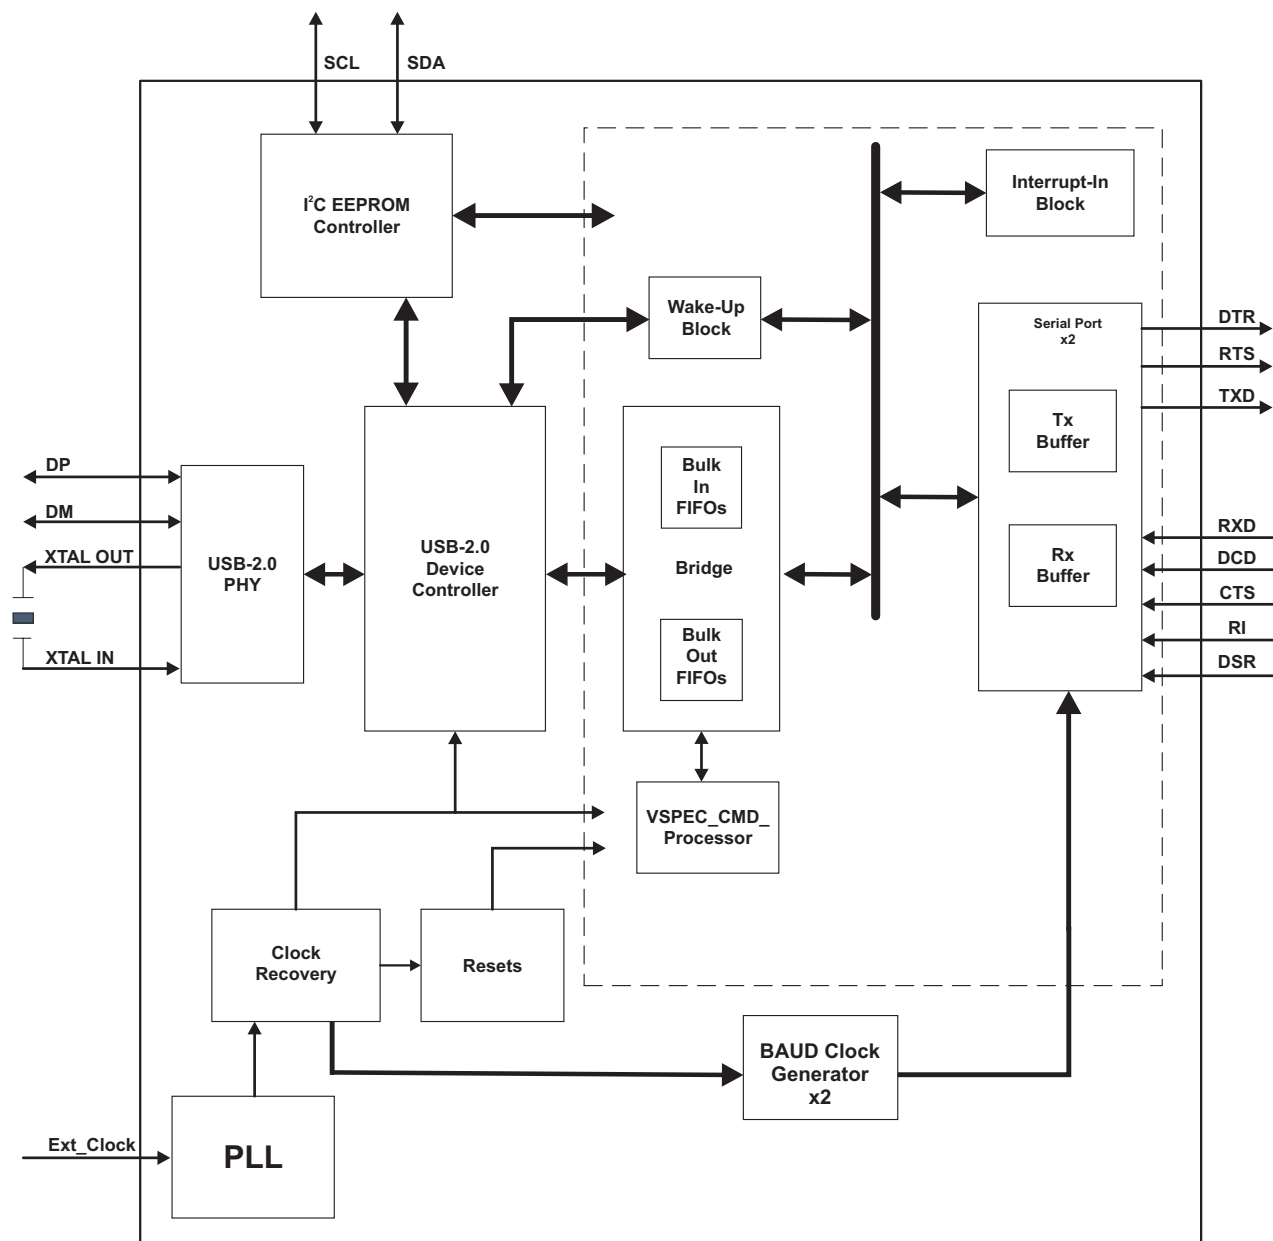 SCL
SDA
I²C EEPROM
Controller
Interrupt-In
Block
Wake-Up
Block
Serial Port
x2
DTR
RTS
TXD
Tx
Buffer
DP
DM
XTAL OUT
XTAL IN
USB-2.0
PHY
USB-2.0
Device
Controller
Bulk
In
FIFOs
Bridge
Bulk
Out
FIFOs
Rx
Buffer
RXD
DCD
CTS
RI
DSR
VSPEC_CMD_
Processor
Clock
Recovery
Resets
BAUD Clock
Generator
x2
Ext_Clock
PLL